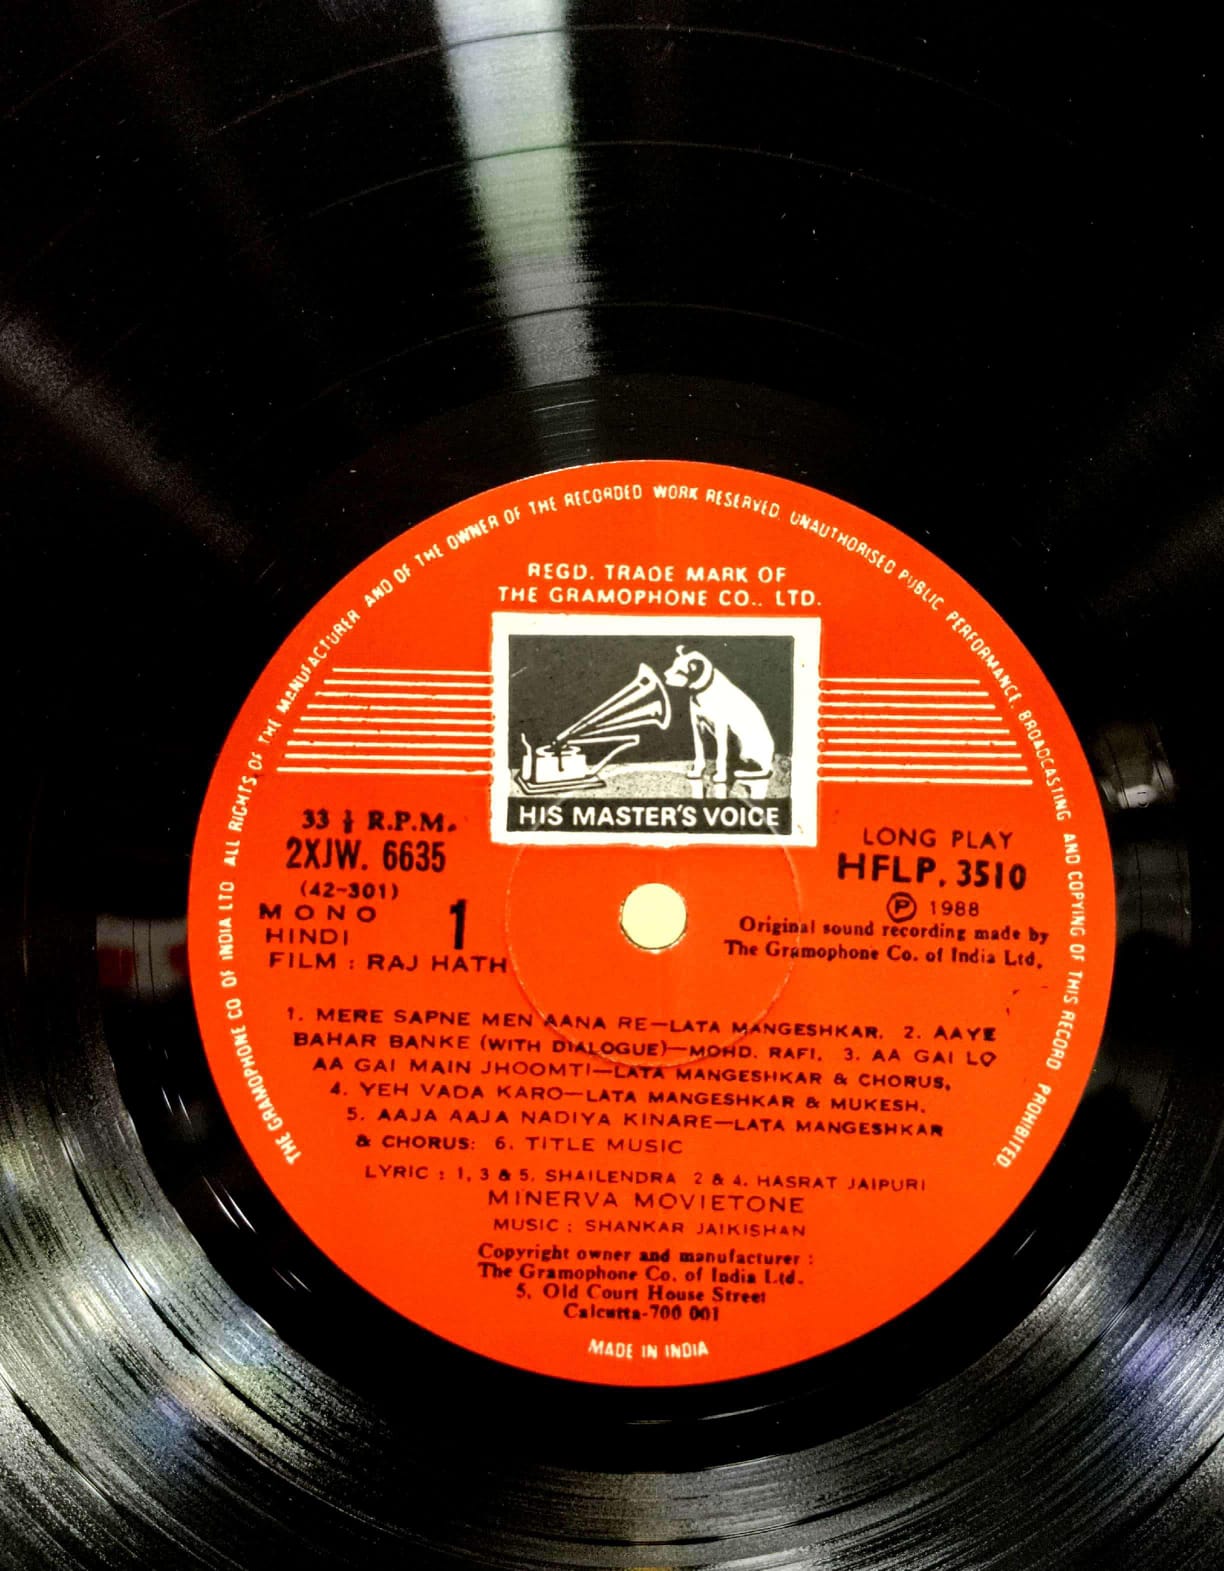 THE GRAMOPHONE CO OF INDIA LTD ALL RIGHTS OF THE MANUFACTURER AND OF THE OWNER OF THE RECORDED WORK RESERVED. UNAUTHORISED PUBLIC PERFORMANCE, BROADCASTING AND COPYING OF THIS RECORD PROHIBITED.
REGD. TRADE MARK OF
THE GRAMOPHONE CO.. LTD.
HIS MASTER'S VOICE
33 ⅓ R.P.M.
2XJW. 6635
(42-301)
MONO
HINDI
1
FILM : RAJ HATH
LONG PLAY
HFLP. 3510
Ⓟ 1988
Original sound recording made by
The Gramophone Co. of India Ltd.
1. MERE SAPNE MEN AANA RE—LATA MANGESHKAR. 2. AAYE
BAHAR BANKE (WITH DIALOGUE)—MOHD. RAFI. 3. AA GAI LO
AA GAI MAIN JHOOMTI—LATA MANGESHKAR & CHORUS,
4. YEH VADA KARO—LATA MANGESHKAR & MUKESH.
5. AAJA AAJA NADIYA KINARE—LATA MANGESHKAR
& CHORUS: 6. TITLE MUSIC
LYRIC : 1, 3 & 5. SHAILENDRA 2 & 4. HASRAT JAIPURI
MINERVA MOVIETONE
MUSIC : SHANKAR JAIKISHAN
Copyright owner and manufacturer :
The Gramophone Co. of India Ltd.
5, Old Court House Street
Calcutta-700 001
MADE IN INDIA